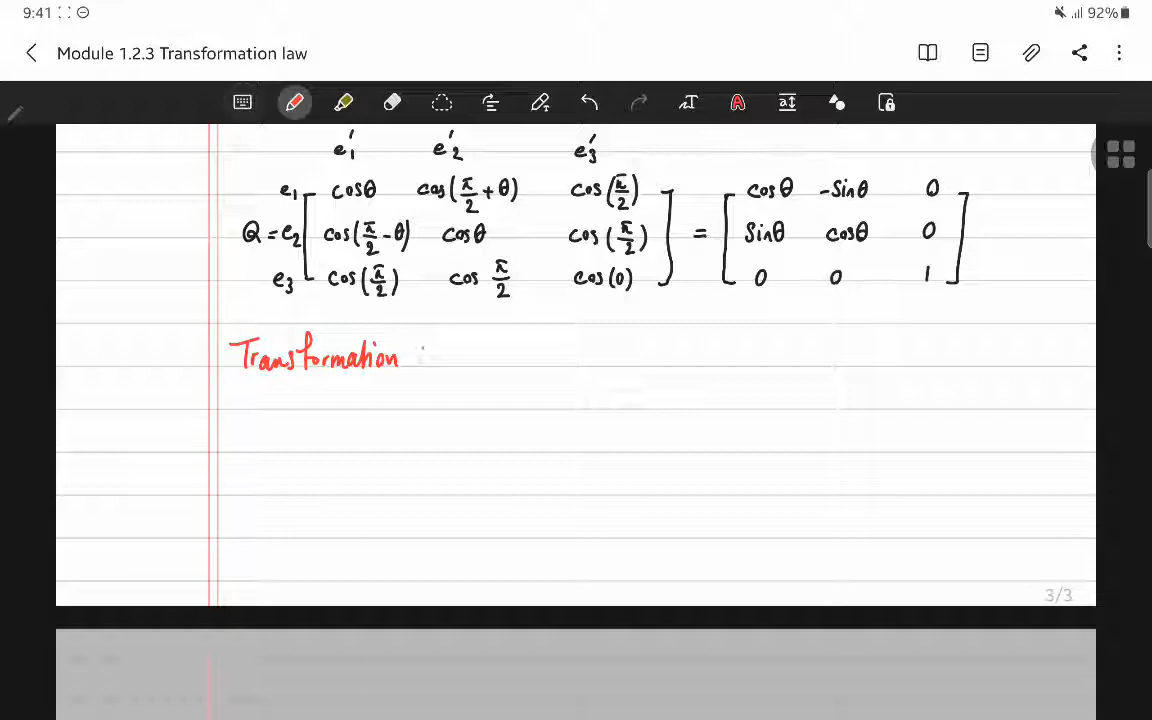 9:41 92%
Module 1.2.3 Transformation law
e₁′ e′₂ e₃′
e₁ cosθ cos(π/2 + θ) cos(π/2) cosθ -Sinθ 0
Q = e₂ cos(π/2 - θ) cosθ cos(π/2) = Sinθ cosθ 0
e₃ cos(π/2) cos π/2 cos(0) 0 0 1
Transformation
3/3